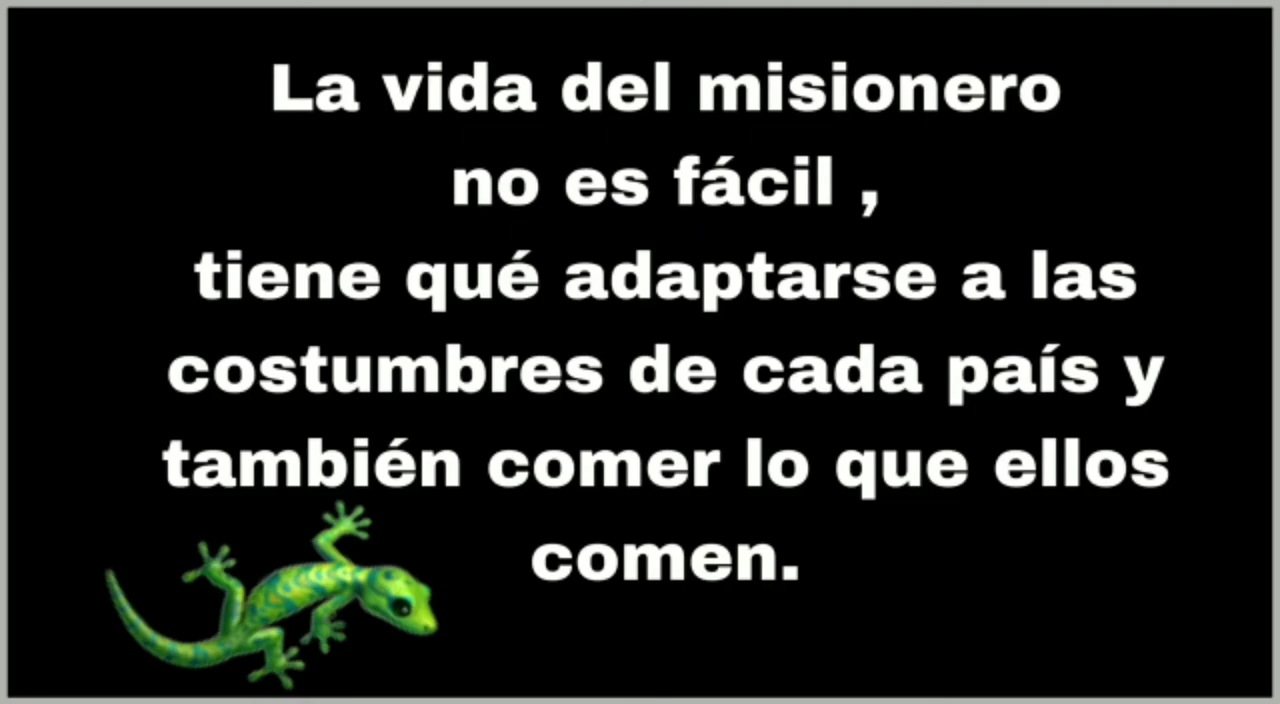 La vida del misionero
no es fácil ,
tiene qué adaptarse a las
costumbres de cada país y
también comer lo que ellos
comen.